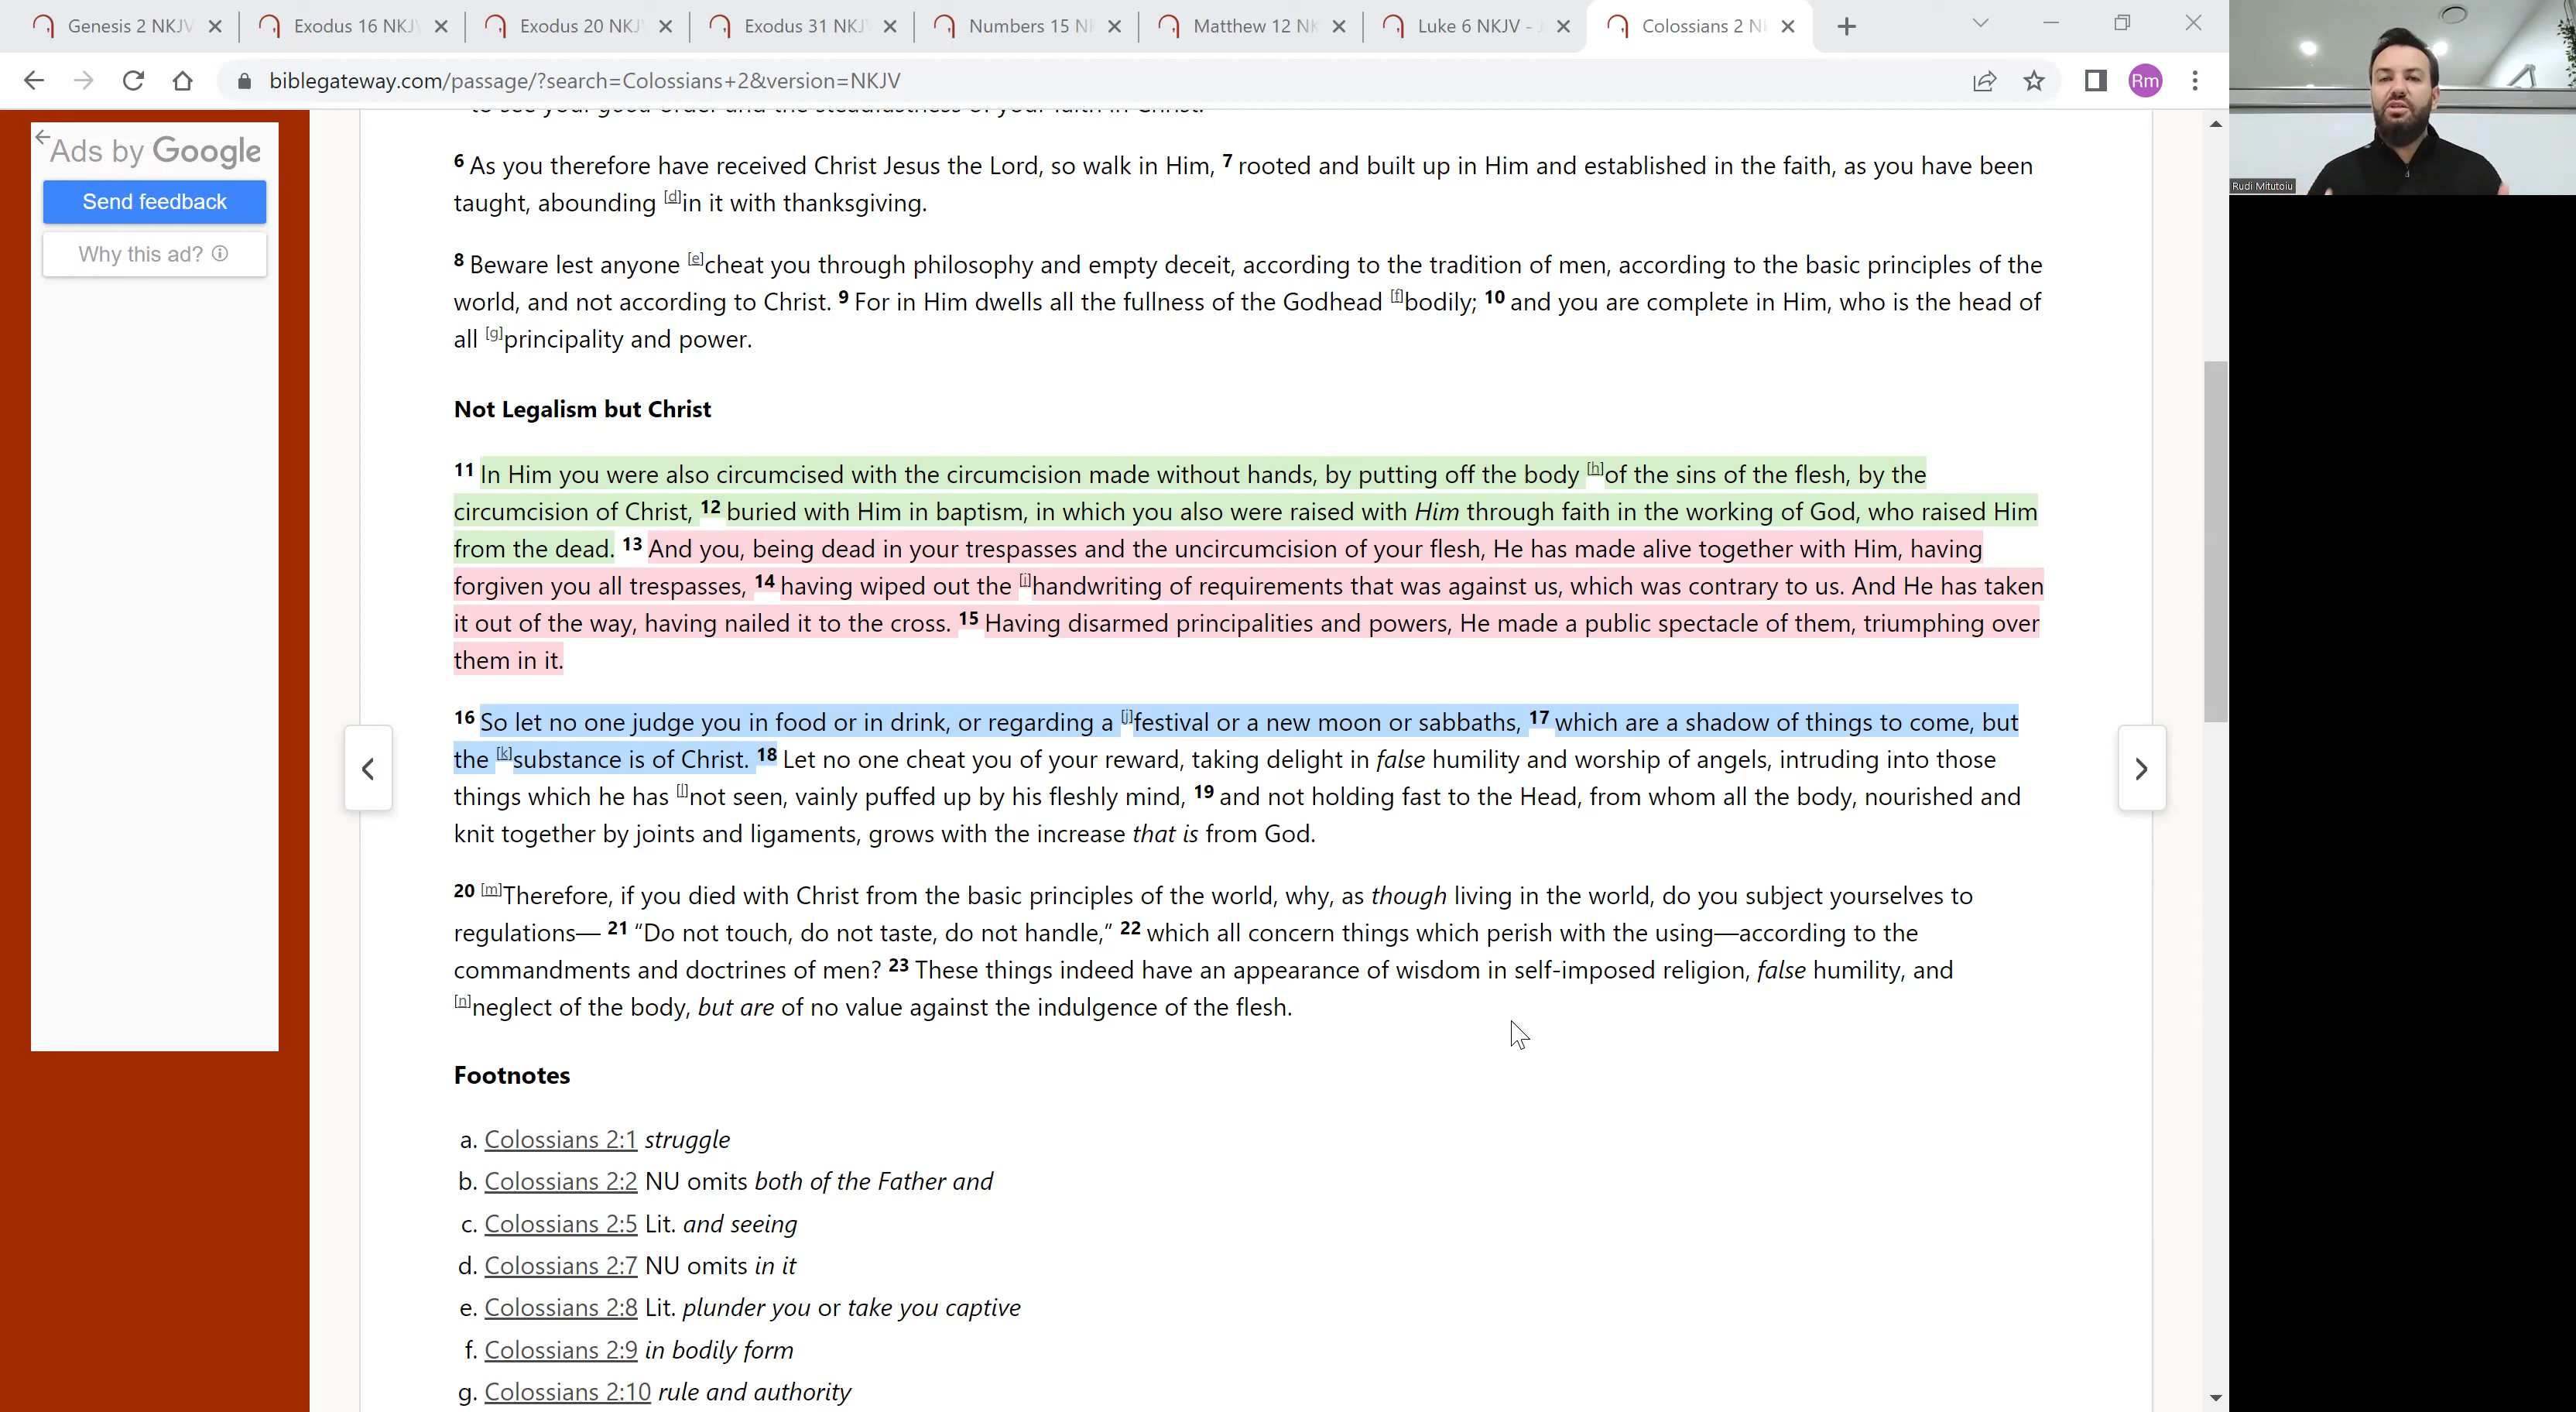 Genesis 2 NKJV
Exodus 16 NKJV
Exodus 20 NKJV
Exodus 31 NKJV
Numbers 15 NK
Matthew 12 NK
Luke 6 NKJV - J
Colossians 2 NK
biblegateway.com/passage/?search=Colossians+2&version=NKJV
Rm
Rudi Mitutoiu
Ads by Google
Send feedback
Why this ad?
to see your good order and the steadfastness of your faith in Christ.
6 As you therefore have received Christ Jesus the Lord, so walk in Him, 7 rooted and built up in Him and established in the faith, as you have been
taught, abounding [d]in it with thanksgiving.
8 Beware lest anyone [e]cheat you through philosophy and empty deceit, according to the tradition of men, according to the basic principles of the
world, and not according to Christ. 9 For in Him dwells all the fullness of the Godhead [f]bodily; 10 and you are complete in Him, who is the head of
all [g]principality and power.
Not Legalism but Christ
11 In Him you were also circumcised with the circumcision made without hands, by putting off the body [h]of the sins of the flesh, by the
circumcision of Christ, 12 buried with Him in baptism, in which you also were raised with Him through faith in the working of God, who raised Him
from the dead. 13 And you, being dead in your trespasses and the uncircumcision of your flesh, He has made alive together with Him, having
forgiven you all trespasses, 14 having wiped out the [i]handwriting of requirements that was against us, which was contrary to us. And He has taken
it out of the way, having nailed it to the cross. 15 Having disarmed principalities and powers, He made a public spectacle of them, triumphing over
them in it.
16 So let no one judge you in food or in drink, or regarding a [j]festival or a new moon or sabbaths, 17 which are a shadow of things to come, but
the [k]substance is of Christ. 18 Let no one cheat you of your reward, taking delight in false humility and worship of angels, intruding into those
things which he has [l]not seen, vainly puffed up by his fleshly mind, 19 and not holding fast to the Head, from whom all the body, nourished and
knit together by joints and ligaments, grows with the increase that is from God.
20 [m]Therefore, if you died with Christ from the basic principles of the world, why, as though living in the world, do you subject yourselves to
regulations— 21 “Do not touch, do not taste, do not handle,” 22 which all concern things which perish with the using—according to the
commandments and doctrines of men? 23 These things indeed have an appearance of wisdom in self-imposed religion, false humility, and
[n]neglect of the body, but are of no value against the indulgence of the flesh.
Footnotes
a. Colossians 2:1 struggle
b. Colossians 2:2 NU omits both of the Father and
c. Colossians 2:5 Lit. and seeing
d. Colossians 2:7 NU omits in it
e. Colossians 2:8 Lit. plunder you or take you captive
f. Colossians 2:9 in bodily form
g. Colossians 2:10 rule and authority